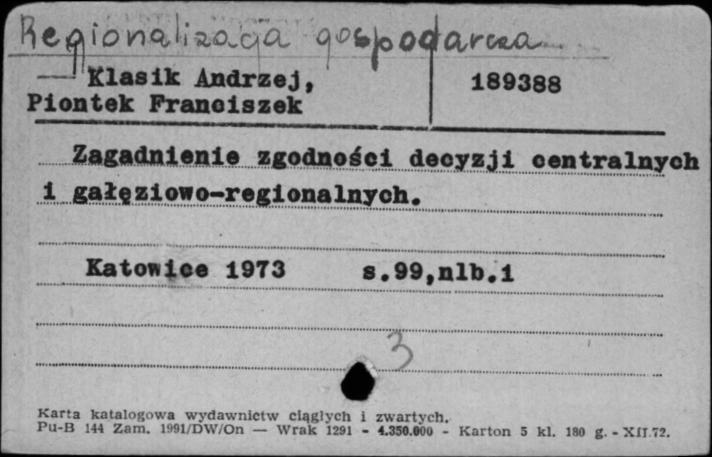 Regionalizacja gospodarcza
Klasik Andrzej, 189388
Piontek Franciszek
Zagadnienie zgodności decyzji centralnych
i gałęziowo-regionalnych.
Katowice 1973 s.99,nlb.1
3
Karta katalogowa wydawnictw ciągłych i zwartych.
Pu-B 144 Zam. 1991/DW/On — Wrak 1291 - 4.350.000 - Karton 5 kl. 180 g. - XII.72.